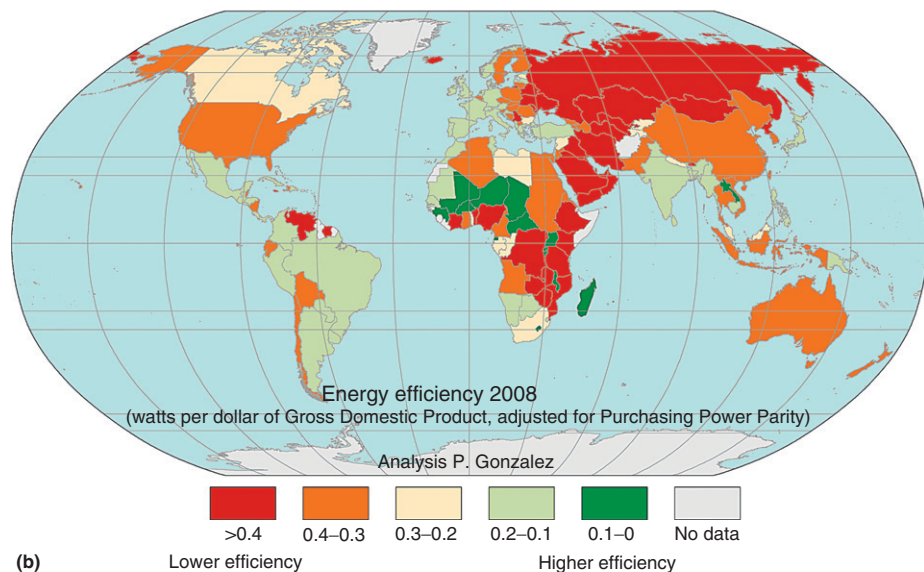 Energy efficiency 2008
(watts per dollar of Gross Domestic Product, adjusted for Purchasing Power Parity)
Analysis P. Gonzalez
>0.4 0.4–0.3 0.3–0.2 0.2–0.1 0.1–0 No data
(b) Lower efficiency Higher efficiency